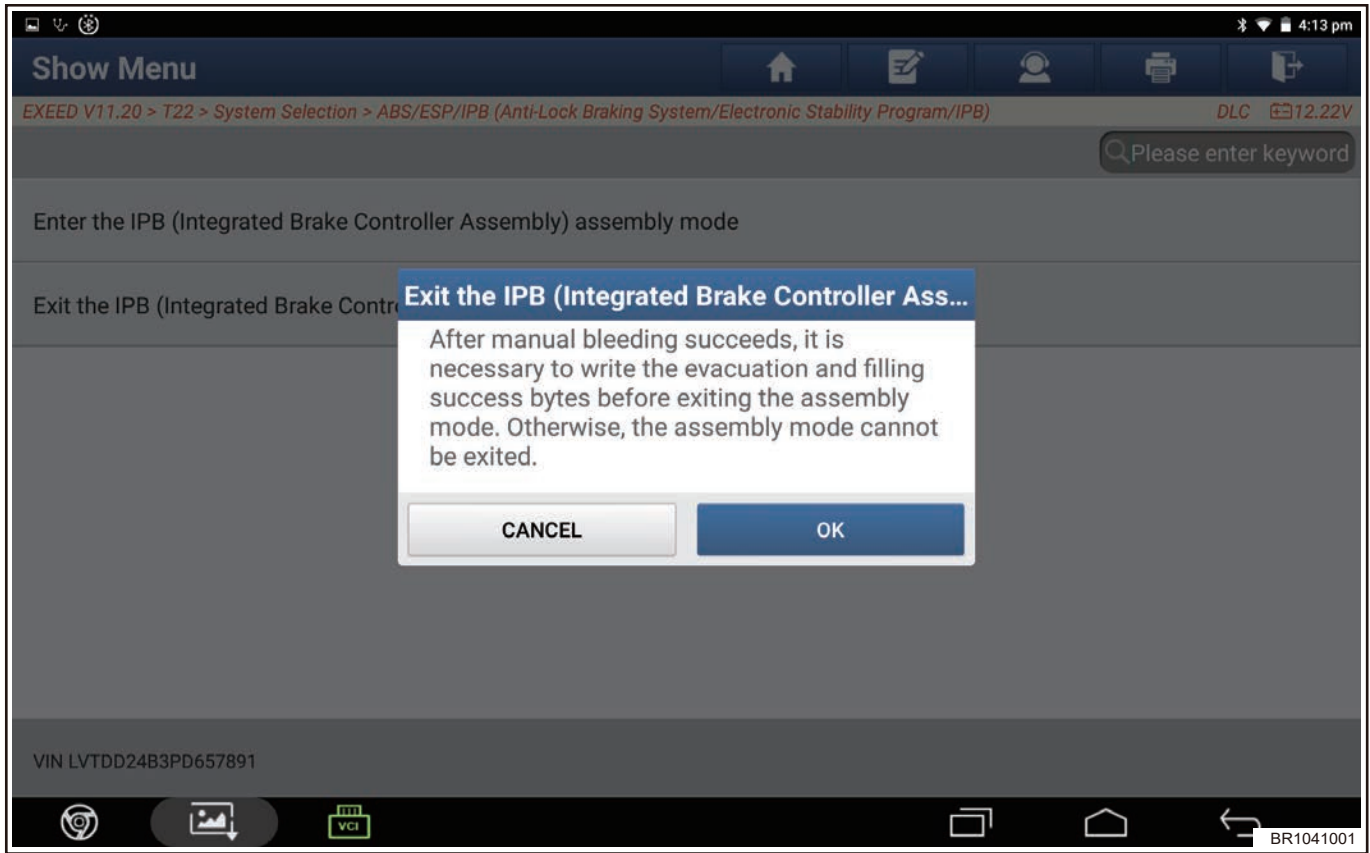 4:13 pm
Show Menu
EXEED V11.20 > T22 > System Selection > ABS/ESP/IPB (Anti-Lock Braking System/Electronic Stability Program/IPB) DLC 12.22V
Please enter keyword
Enter the IPB (Integrated Brake Controller Assembly) assembly mode
Exit the IPB (Integrated Brake Contr
Exit the IPB (Integrated Brake Controller Ass...
After manual bleeding succeeds, it is
necessary to write the evacuation and filling
success bytes before exiting the assembly
mode. Otherwise, the assembly mode cannot
be exited.
CANCEL OK
VIN LVTDD24B3PD657891
VCI
BR1041001